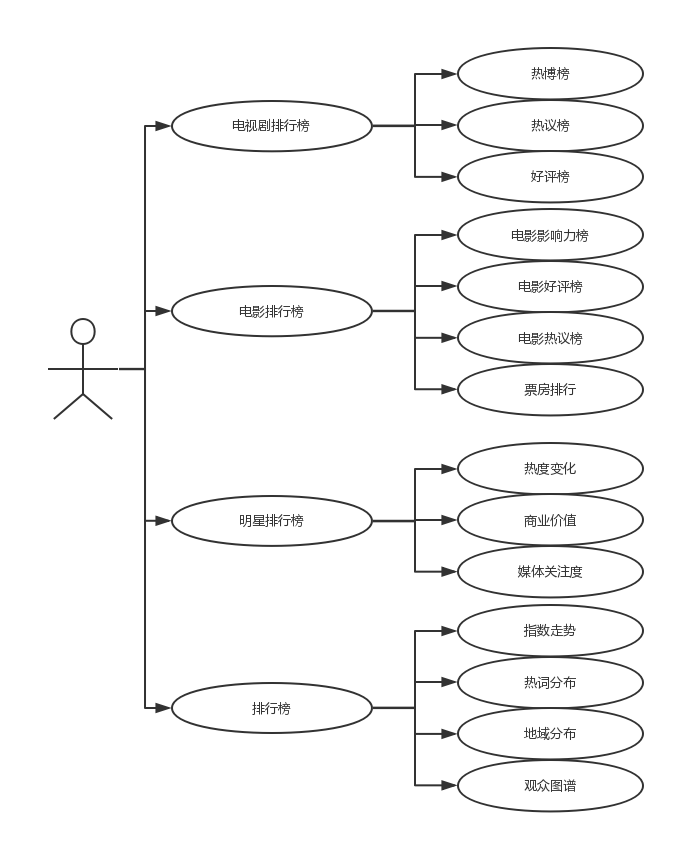 电视剧排行榜
热博榜
热议榜
好评榜
电影排行榜
电影影响力榜
电影好评榜
电影热议榜
票房排行
明星排行榜
热度变化
商业价值
媒体关注度
排行榜
指数走势
热词分布
地域分布
观众图谱